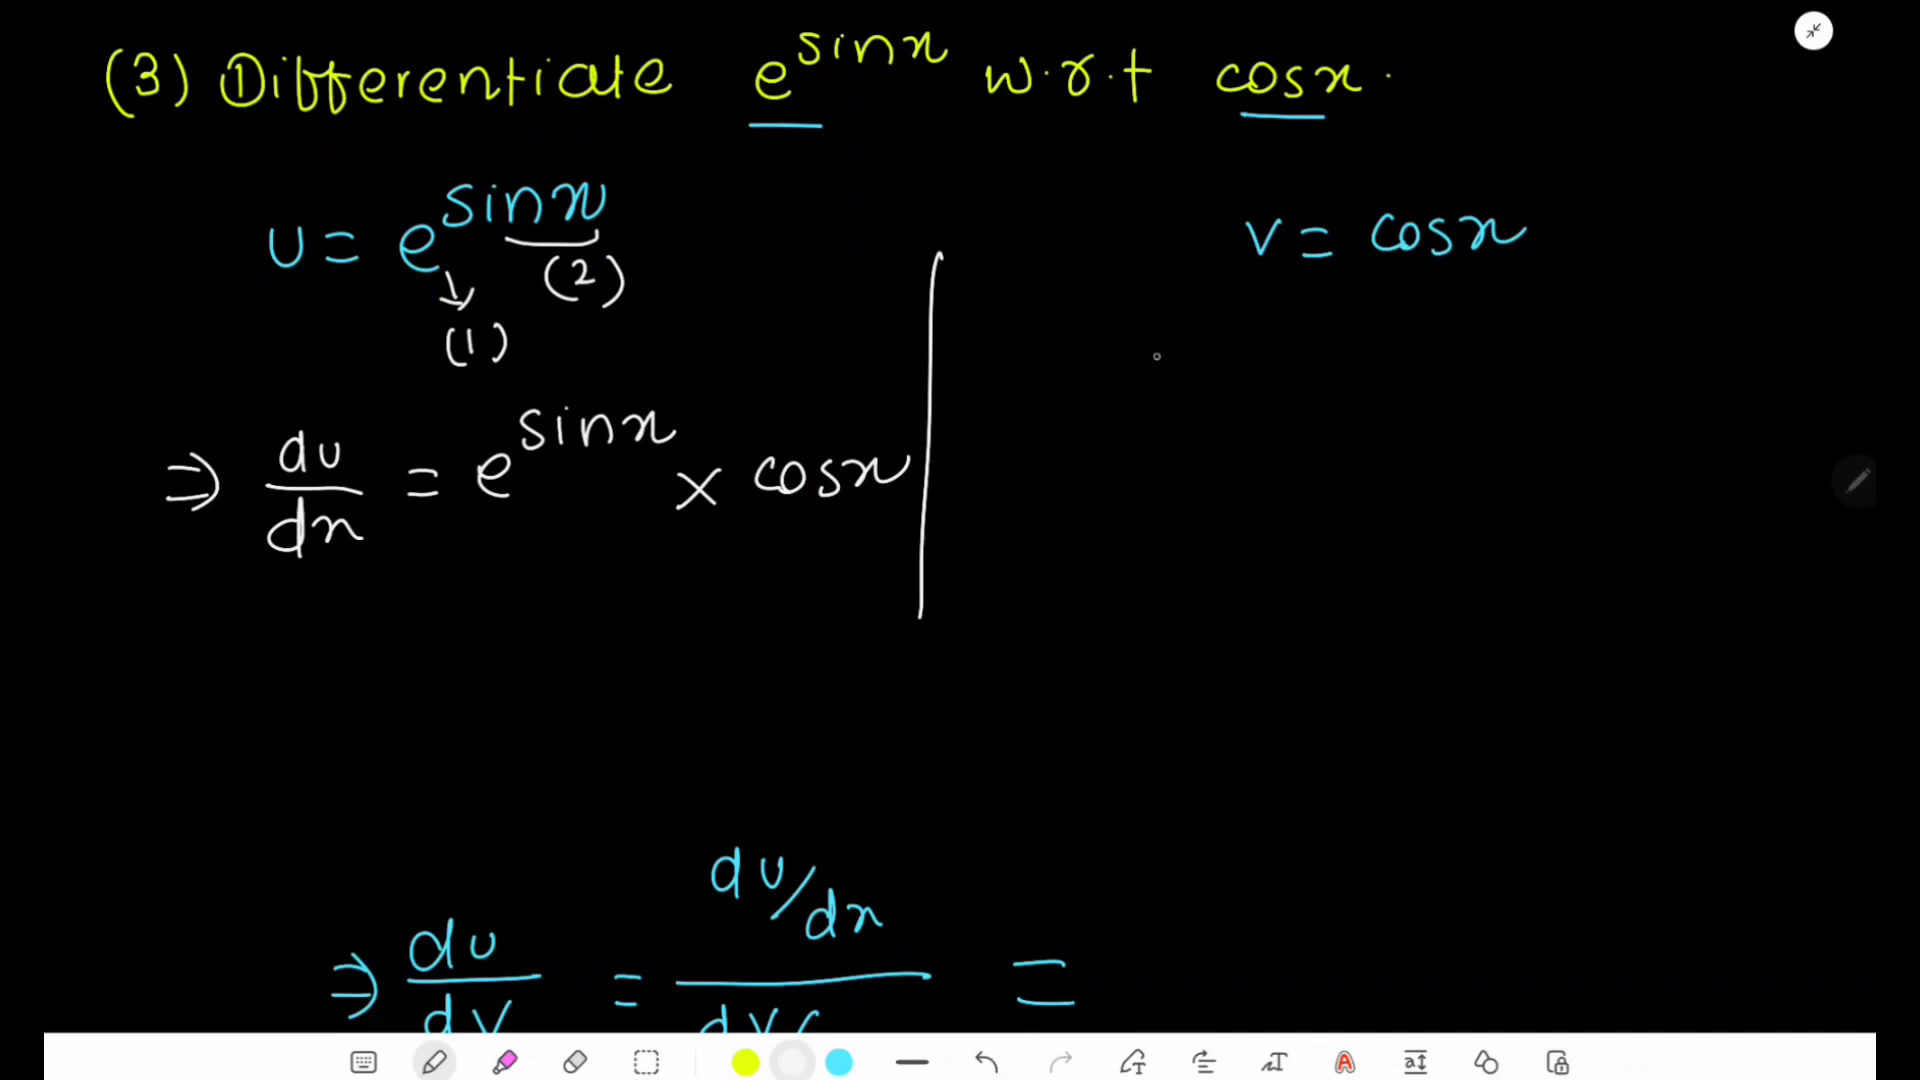 (3) Differentiate e^sinx w.r.t cosx.
u = e^sinx
(2)
(1)
v = cosx
⇒ du/dx = e^sinx × cosx
⇒ du/dv = du/dx =